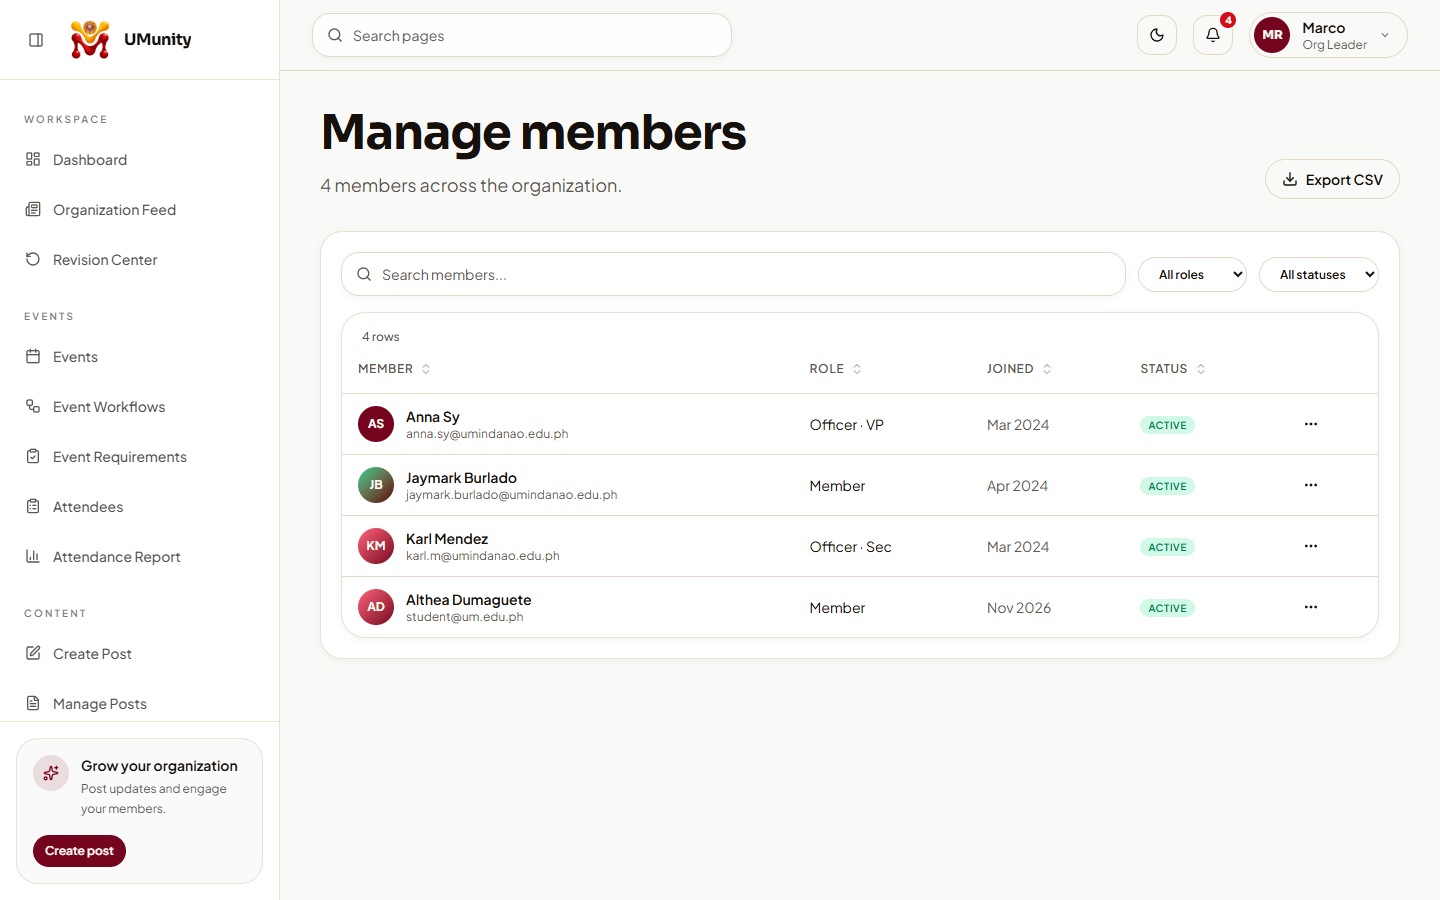 UMunity
Search pages
4
MR
Marco
Org Leader
WORKSPACE
Dashboard
Organization Feed
Revision Center
EVENTS
Events
Event Workflows
Event Requirements
Attendees
Attendance Report
CONTENT
Create Post
Manage Posts
Grow your organization
Post updates and engage
your members.
Create post
Manage members
4 members across the organization.
Export CSV
Search members...
All roles
All statuses
4 rows
MEMBER ROLE JOINED STATUS
AS Anna Sy Officer · VP Mar 2024 ACTIVE
anna.sy@umindanao.edu.ph
JB Jaymark Burlado Member Apr 2024 ACTIVE
jaymark.burlado@umindanao.edu.ph
KM Karl Mendez Officer · Sec Mar 2024 ACTIVE
karl.m@umindanao.edu.ph
AD Althea Dumaguete Member Nov 2026 ACTIVE
student@um.edu.ph